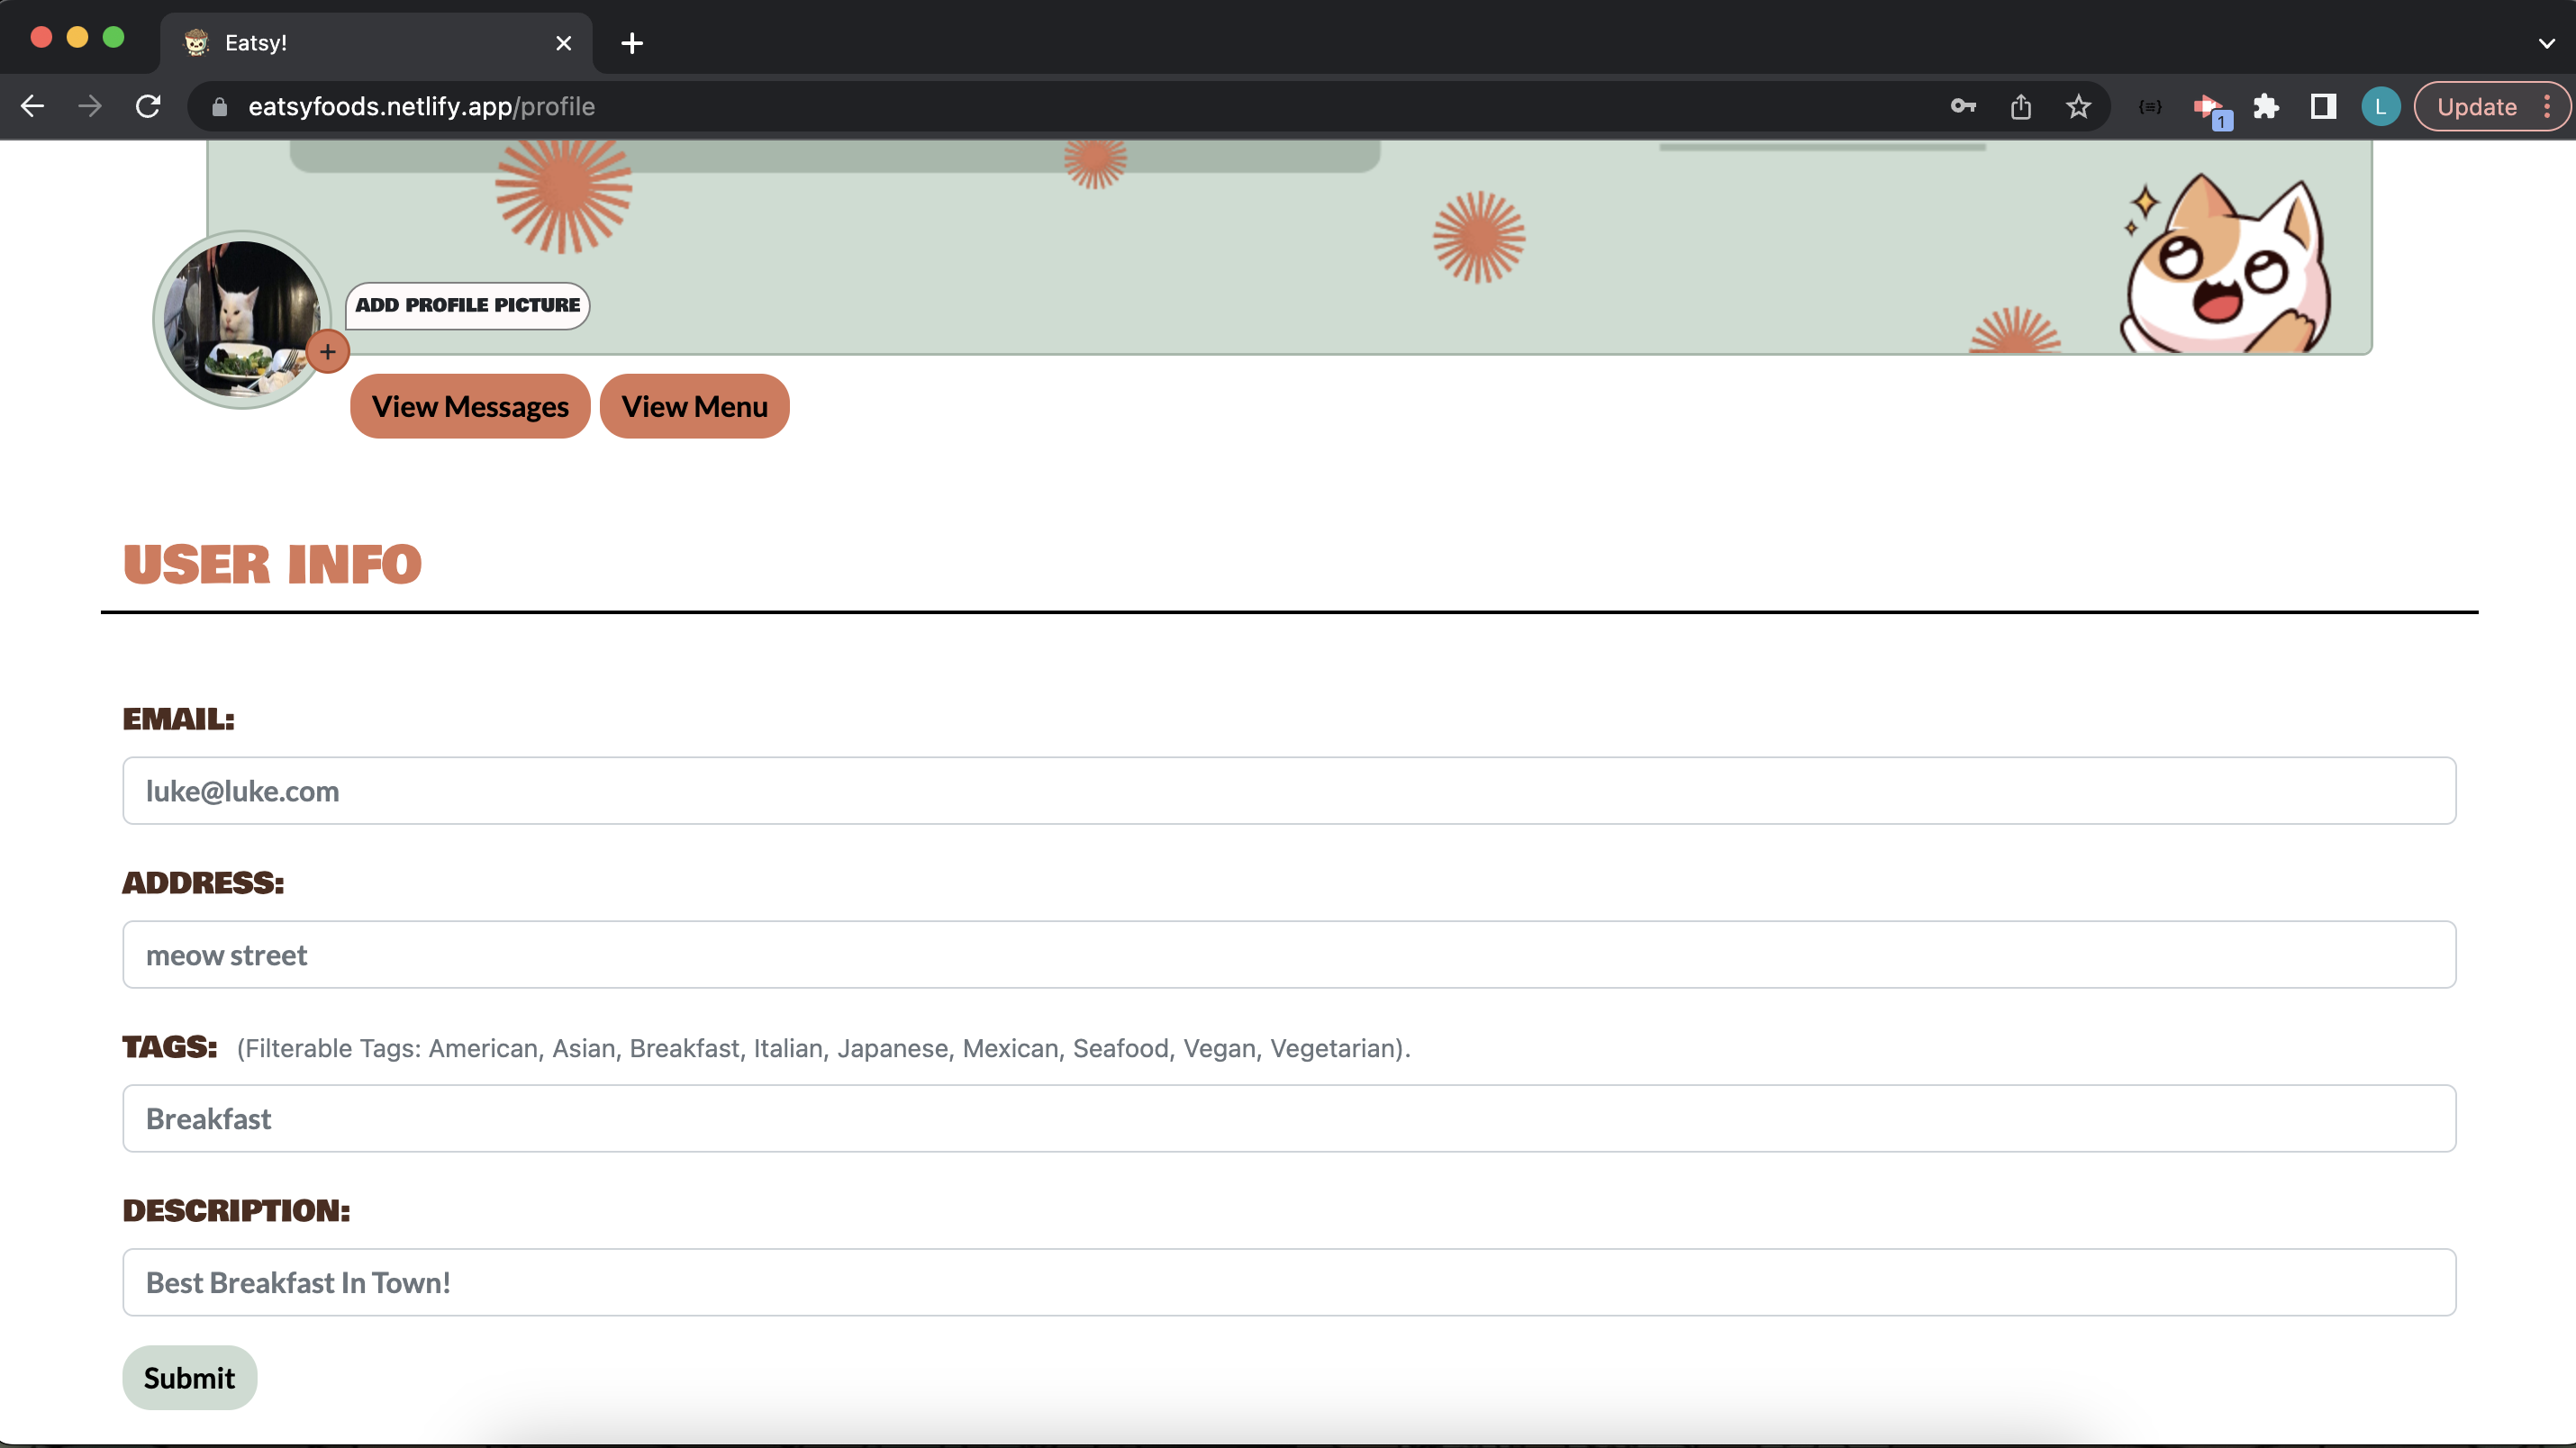 Eatsy!
eatsyfoods.netlify.app/profile
1
L
Update
ADD PROFILE PICTURE
+
View Messages
View Menu
USER INFO
EMAIL:
luke@luke.com
ADDRESS:
meow street
TAGS: (Filterable Tags: American, Asian, Breakfast, Italian, Japanese, Mexican, Seafood, Vegan, Vegetarian).
Breakfast
DESCRIPTION:
Best Breakfast In Town!
Submit